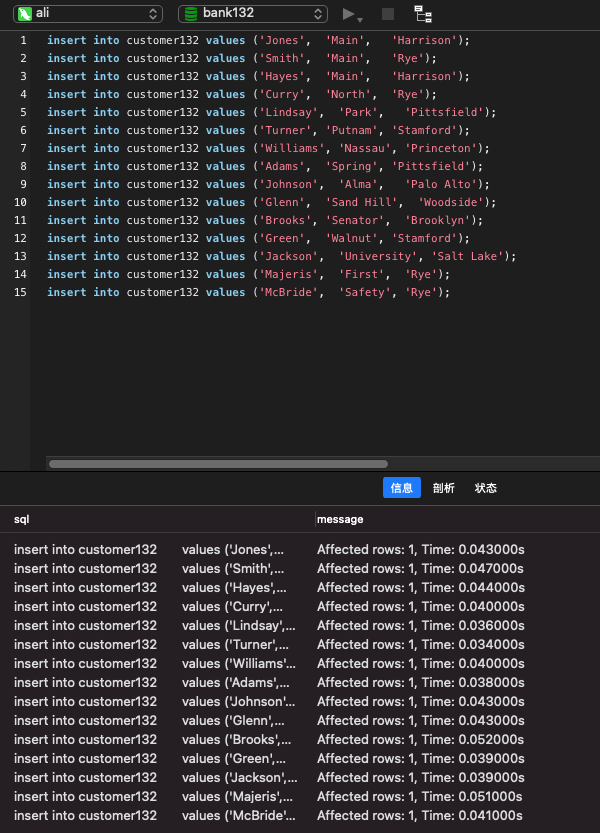 ali bank132
1 insert into customer132 values ('Jones', 'Main', 'Harrison');
2 insert into customer132 values ('Smith', 'Main', 'Rye');
3 insert into customer132 values ('Hayes', 'Main', 'Harrison');
4 insert into customer132 values ('Curry', 'North', 'Rye');
5 insert into customer132 values ('Lindsay', 'Park', 'Pittsfield');
6 insert into customer132 values ('Turner', 'Putnam', 'Stamford');
7 insert into customer132 values ('Williams', 'Nassau', 'Princeton');
8 insert into customer132 values ('Adams', 'Spring', 'Pittsfield');
9 insert into customer132 values ('Johnson', 'Alma', 'Palo Alto');
10 insert into customer132 values ('Glenn', 'Sand Hill', 'Woodside');
11 insert into customer132 values ('Brooks', 'Senator', 'Brooklyn');
12 insert into customer132 values ('Green', 'Walnut', 'Stamford');
13 insert into customer132 values ('Jackson', 'University', 'Salt Lake');
14 insert into customer132 values ('Majeris', 'First', 'Rye');
15 insert into customer132 values ('McBride', 'Safety', 'Rye');
信息 剖析 状态
sql message
insert into customer132 values ('Jones',... Affected rows: 1, Time: 0.043000s
insert into customer132 values ('Smith',... Affected rows: 1, Time: 0.047000s
insert into customer132 values ('Hayes',... Affected rows: 1, Time: 0.044000s
insert into customer132 values ('Curry',... Affected rows: 1, Time: 0.040000s
insert into customer132 values ('Lindsay',... Affected rows: 1, Time: 0.036000s
insert into customer132 values ('Turner',... Affected rows: 1, Time: 0.034000s
insert into customer132 values ('Williams'... Affected rows: 1, Time: 0.040000s
insert into customer132 values ('Adams',... Affected rows: 1, Time: 0.038000s
insert into customer132 values ('Johnson'... Affected rows: 1, Time: 0.043000s
insert into customer132 values ('Glenn',... Affected rows: 1, Time: 0.043000s
insert into customer132 values ('Brooks',... Affected rows: 1, Time: 0.052000s
insert into customer132 values ('Green',... Affected rows: 1, Time: 0.039000s
insert into customer132 values ('Jackson',... Affected rows: 1, Time: 0.039000s
insert into customer132 values ('Majeris',... Affected rows: 1, Time: 0.051000s
insert into customer132 values ('McBride'... Affected rows: 1, Time: 0.041000s